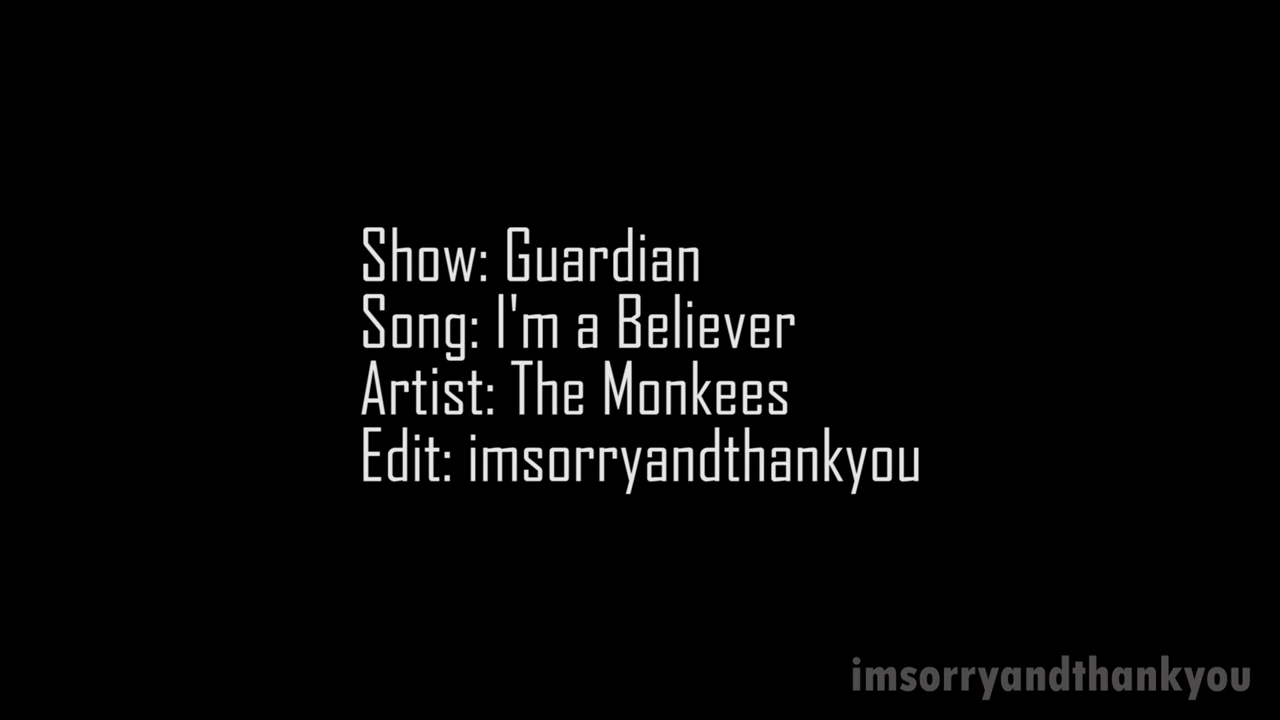 Show: Guardian
Song: I'm a Believer
Artist: The Monkees
Edit: imsorryandthankyou
imsorryandthankyou